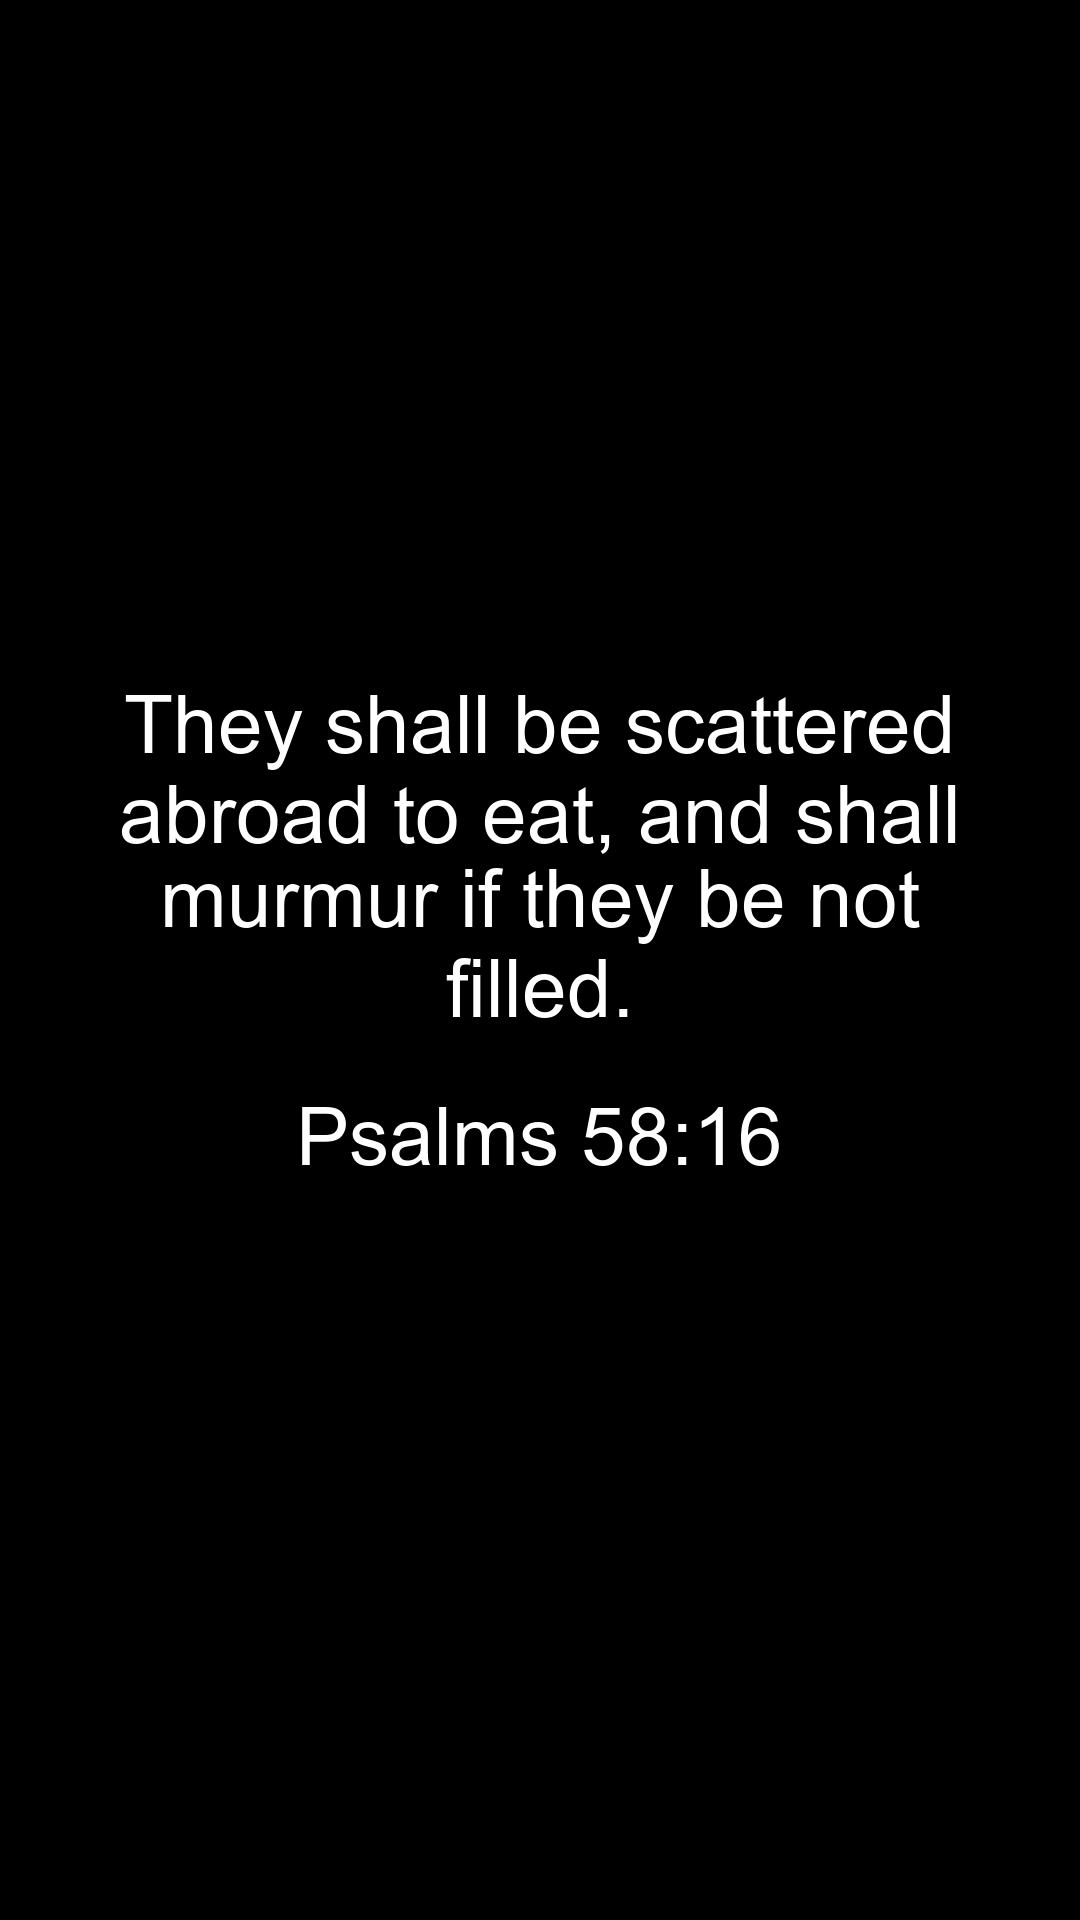 They shall be scattered
abroad to eat, and shall
murmur if they be not
filled.
Psalms 58:16